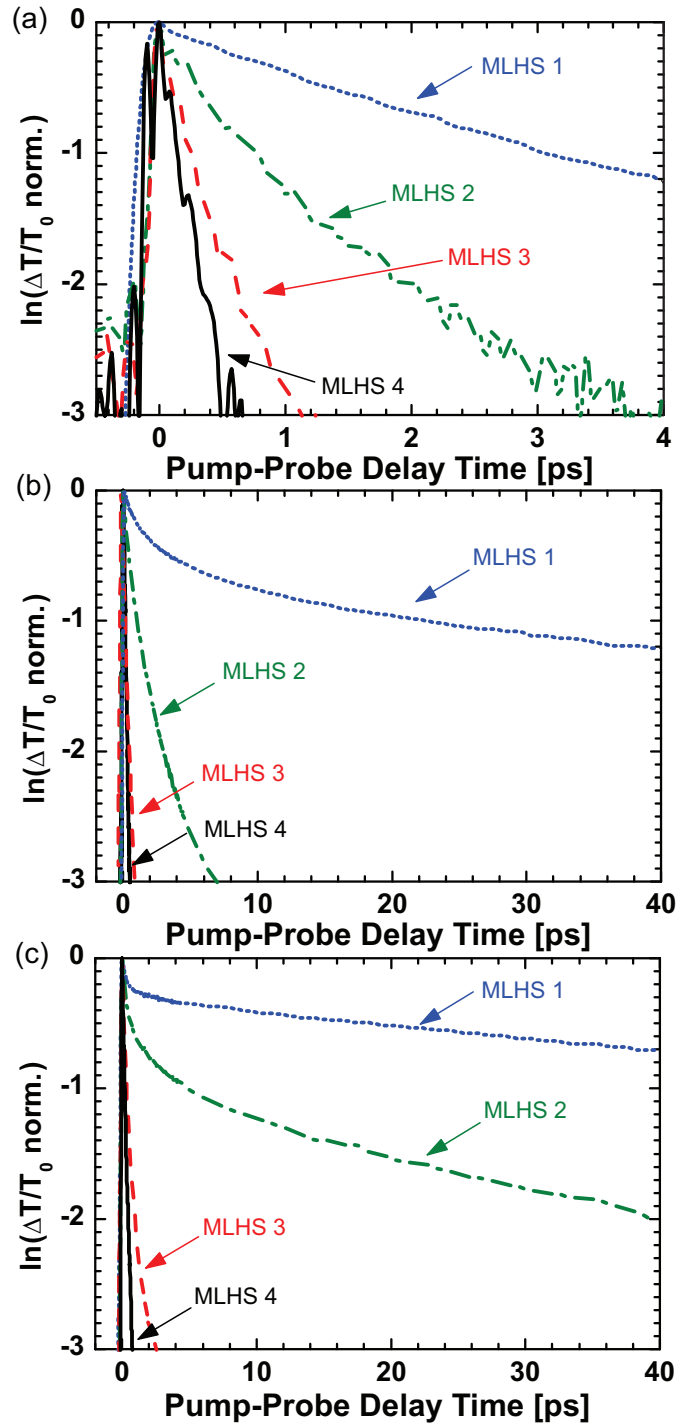 (a)
0
-1
-2
-3
ln(ΔT/T₀ norm.)
MLHS 1
MLHS 2
MLHS 3
MLHS 4
0 1 2 3 4
Pump-Probe Delay Time [ps]
(b)
0
-1
-2
-3
ln(ΔT/T₀ norm.)
MLHS 1
MLHS 2
MLHS 3
MLHS 4
0 10 20 30 40
Pump-Probe Delay Time [ps]
(c)
0
-1
-2
-3
ln(ΔT/T₀ norm.)
MLHS 1
MLHS 2
MLHS 3
MLHS 4
0 10 20 30 40
Pump-Probe Delay Time [ps]